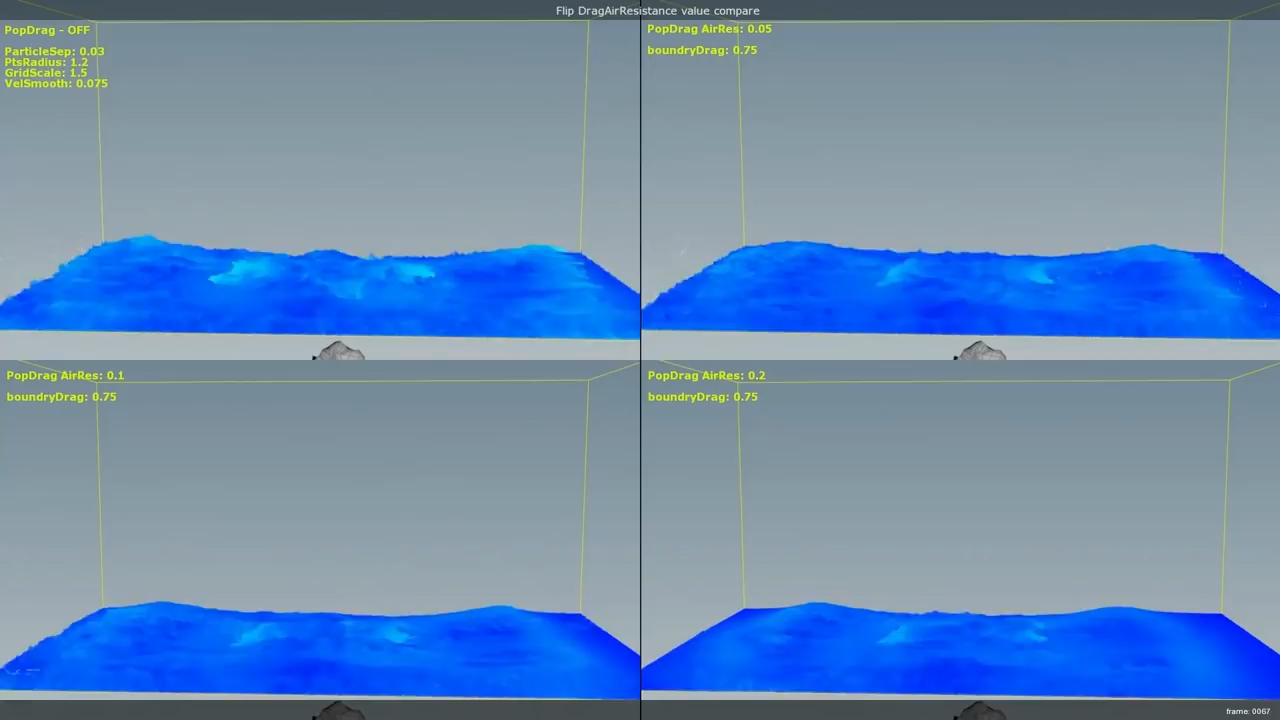 Flip DragAirResistance value compare
PopDrag - OFF
ParticleSep: 0.03
PtsRadius: 1.2
GridScale: 1.5
VelSmooth: 0.075
PopDrag AirRes: 0.05
boundryDrag: 0.75
PopDrag AirRes: 0.1
boundryDrag: 0.75
PopDrag AirRes: 0.2
boundryDrag: 0.75
frame: 0067